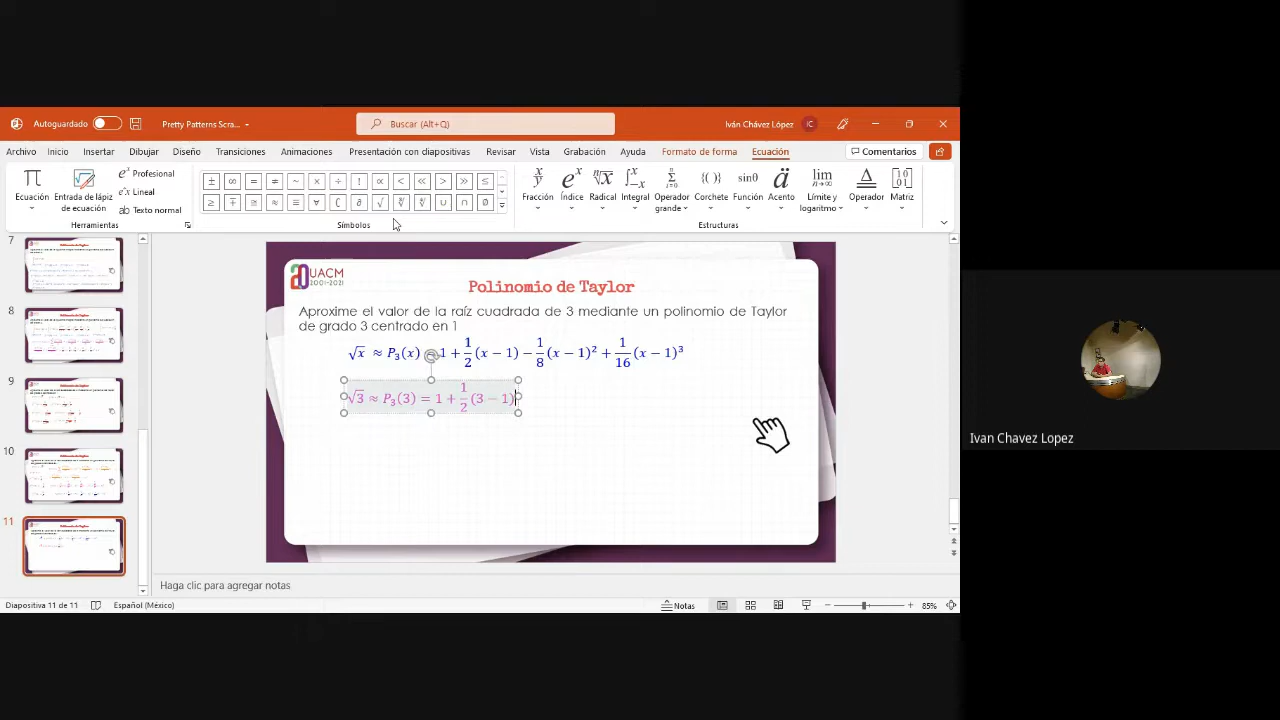 Autoguardado
Pretty Patterns Scra...
Buscar (Alt+Q)
Iván Chávez López
IC
Archivo Inicio Insertar Dibujar Diseño Transiciones Animaciones Presentación con diapositivas Revisar Vista Grabación Ayuda Formato de forma Ecuación Comentarios
Ecuación
Entrada de lápiz de ecuación
Profesional
Lineal
Texto normal
± ∞ = ≠ ~ × ÷ ! ∝ < ≪ > ≫ ≤
≥ ∓ ≅ ≈ ≡ ∀ ∁ ∂ √ ∛ ∜ ∪ ∩ ∅
Fracción Índice Radical Integral Operador grande Corchete Función Acento Límite y logaritmo Operador Matriz
Herramientas
Símbolos
Estructuras
7
8
9
10
11
UACM
2001-2021
Polinomio de Taylor
Aproxime el valor de la raíz cuadrada de 3 mediante un polinomio de Taylor
de grado 3 centrado en 1
√x ≈ P₃(x) = 1 + 1/2 (x − 1) − 1/8 (x − 1)² + 1/16 (x − 1)³
√3 ≈ P₃(3) = 1 + 1/2 (3 − 1)
Haga clic para agregar notas
Diapositiva 11 de 11
Español (México)
Notas
85%
Ivan Chavez Lopez